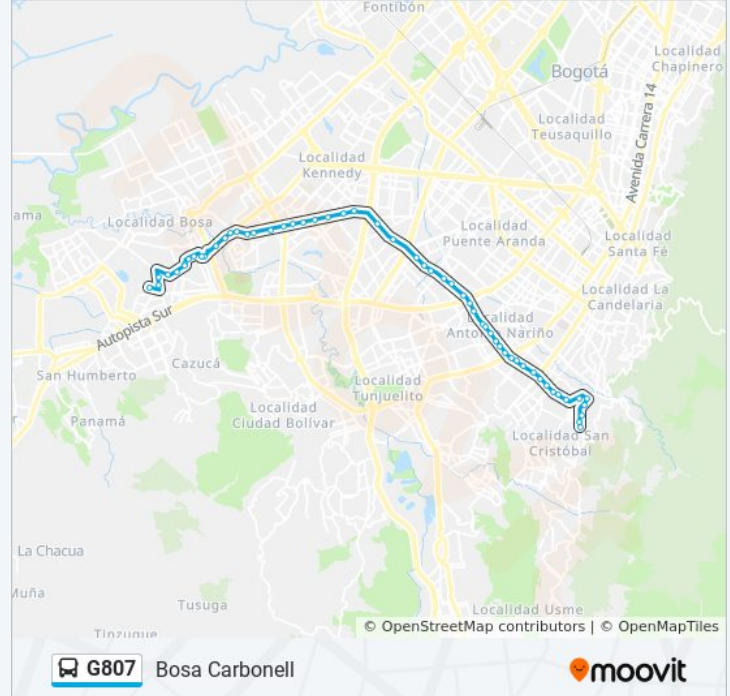 Fontibón
Localidad
Chapinero
Bogotá
Localidad
Teusaquillo
Avenida Carrera 14
Localidad
Kennedy
ama
Localidad Bosa
Localidad
Puente Aranda
Localidad
Santa Fé
Localidad La
Candelaria
Autopista Sur
Localidad
Antonio Nariño
San Humberto
Cazucá
Localidad
Tunjuelito
Panamá
Localidad
Ciudad Bolívar
Localidad San
Cristóbal
La Chacua
Muña
Tusuga
Localidad Usme
Tinzuque
© OpenStreetMap contributors | © OpenMapTiles
G807 Bosa Carbonell
moovit